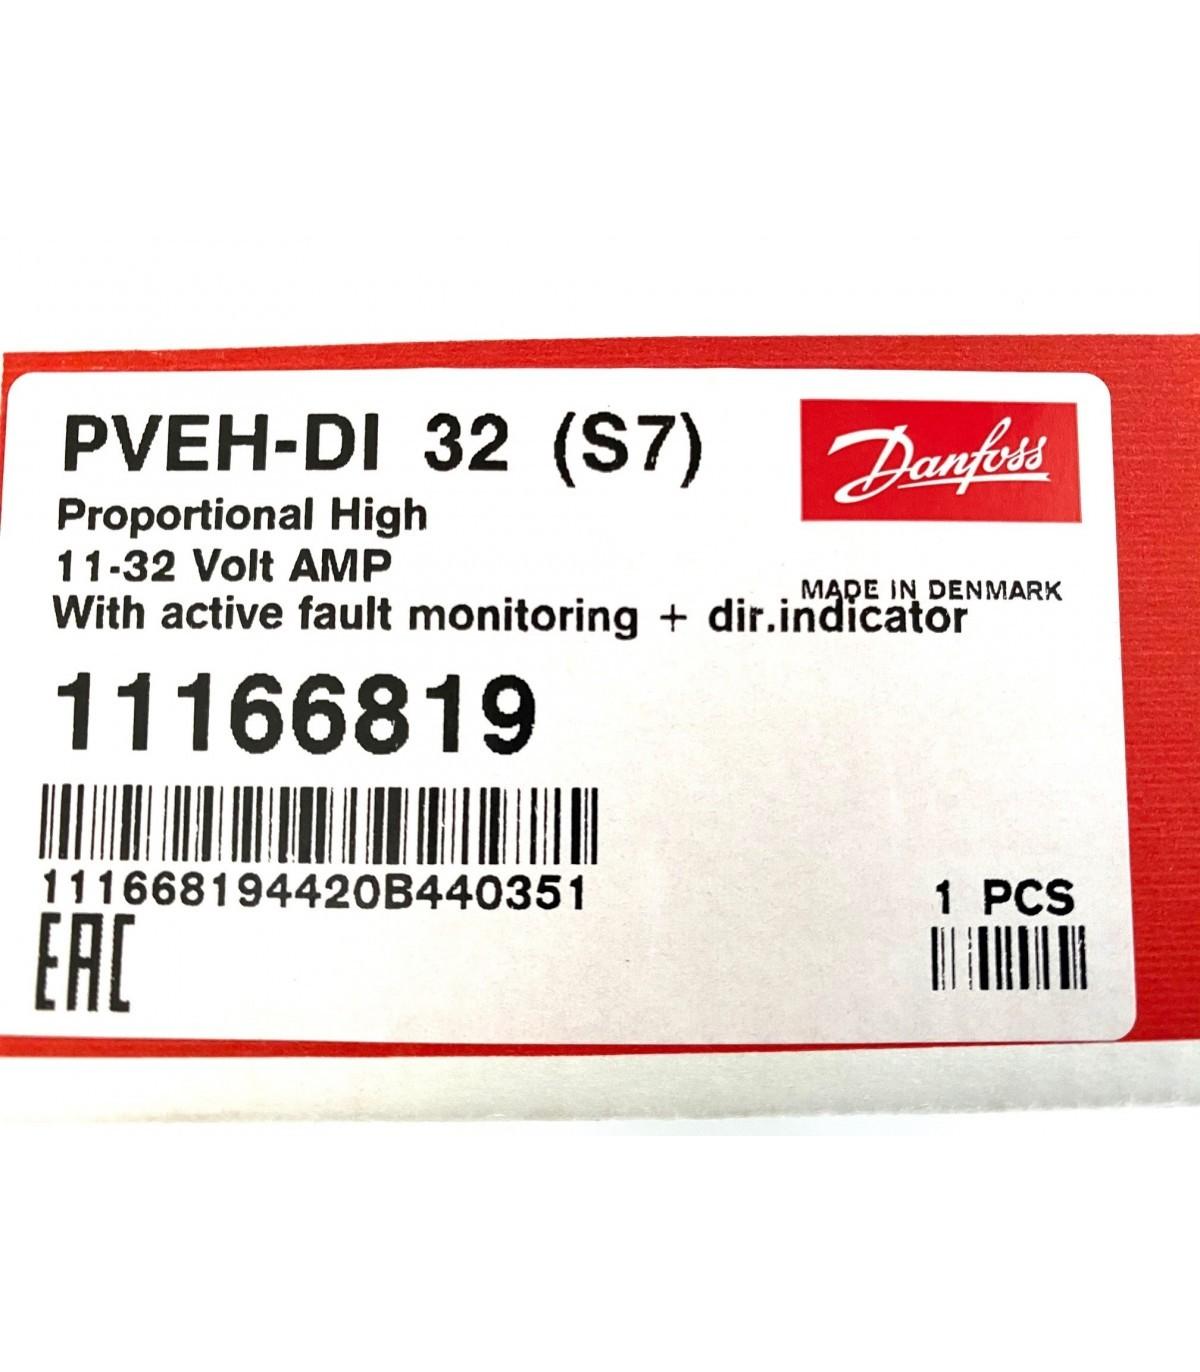 PVEH-DI 32 (S7)
Danfoss
Proportional High
11-32 Volt AMP
MADE IN DENMARK
With active fault monitoring + dir.indicator
11166819
111668194420B440351
1 PCS
EAC